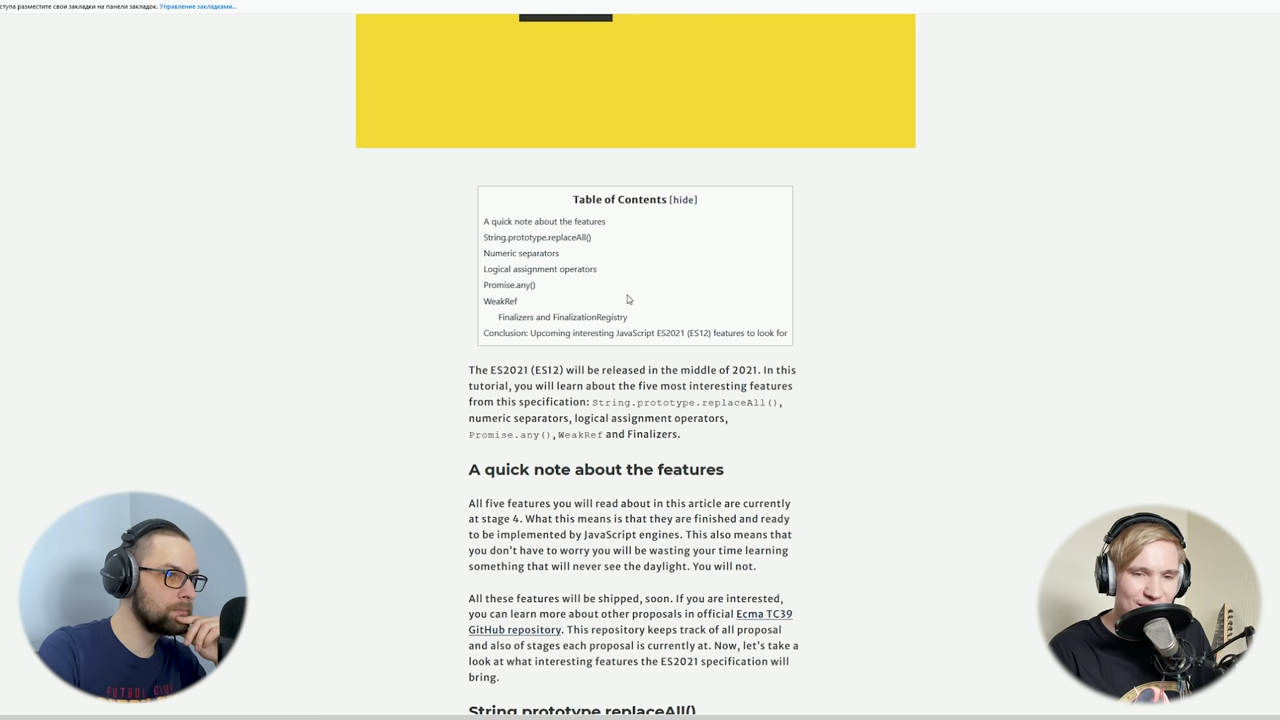 ступа разместите свои закладки на панели закладок. Управление закладками...
Table of Contents [hide]
A quick note about the features
String.prototype.replaceAll()
Numeric separators
Logical assignment operators
Promise.any()
WeakRef
Finalizers and FinalizationRegistry
Conclusion: Upcoming interesting JavaScript ES2021 (ES12) features to look for
The ES2021 (ES12) will be released in the middle of 2021. In this
tutorial, you will learn about the five most interesting features
from this specification: String.prototype.replaceAll(),
numeric separators, logical assignment operators,
Promise.any(), WeakRef and Finalizers.
A quick note about the features
All five features you will read about in this article are currently
at stage 4. What this means is that they are finished and ready
to be implemented by JavaScript engines. This also means that
you don't have to worry you will be wasting your time learning
something that will never see the daylight. You will not.
All these features will be shipped, soon. If you are interested,
you can learn more about other proposals in official Ecma TC39
GitHub repository. This repository keeps track of all proposal
and also of stages each proposal is currently at. Now, let's take a
look at what interesting features the ES2021 specification will
bring.
String prototype replaceAll()
FUTBOL CLUB